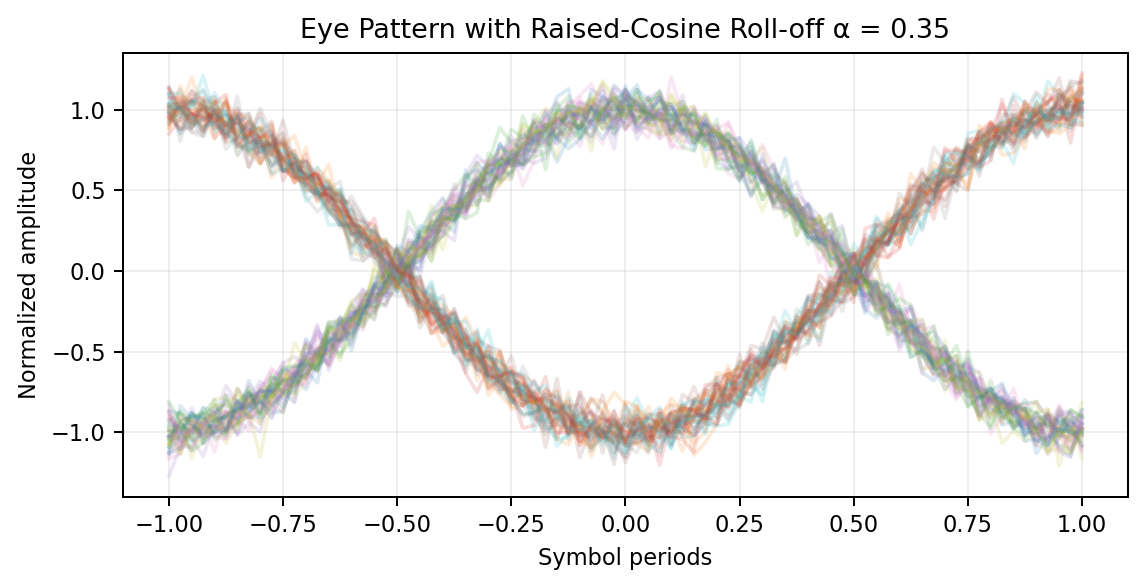 Eye Pattern with Raised-Cosine Roll-off α = 0.35
Normalized amplitude
1.0
0.5
0.0
−0.5
−1.0
−1.00 −0.75 −0.50 −0.25 0.00 0.25 0.50 0.75 1.00
Symbol periods